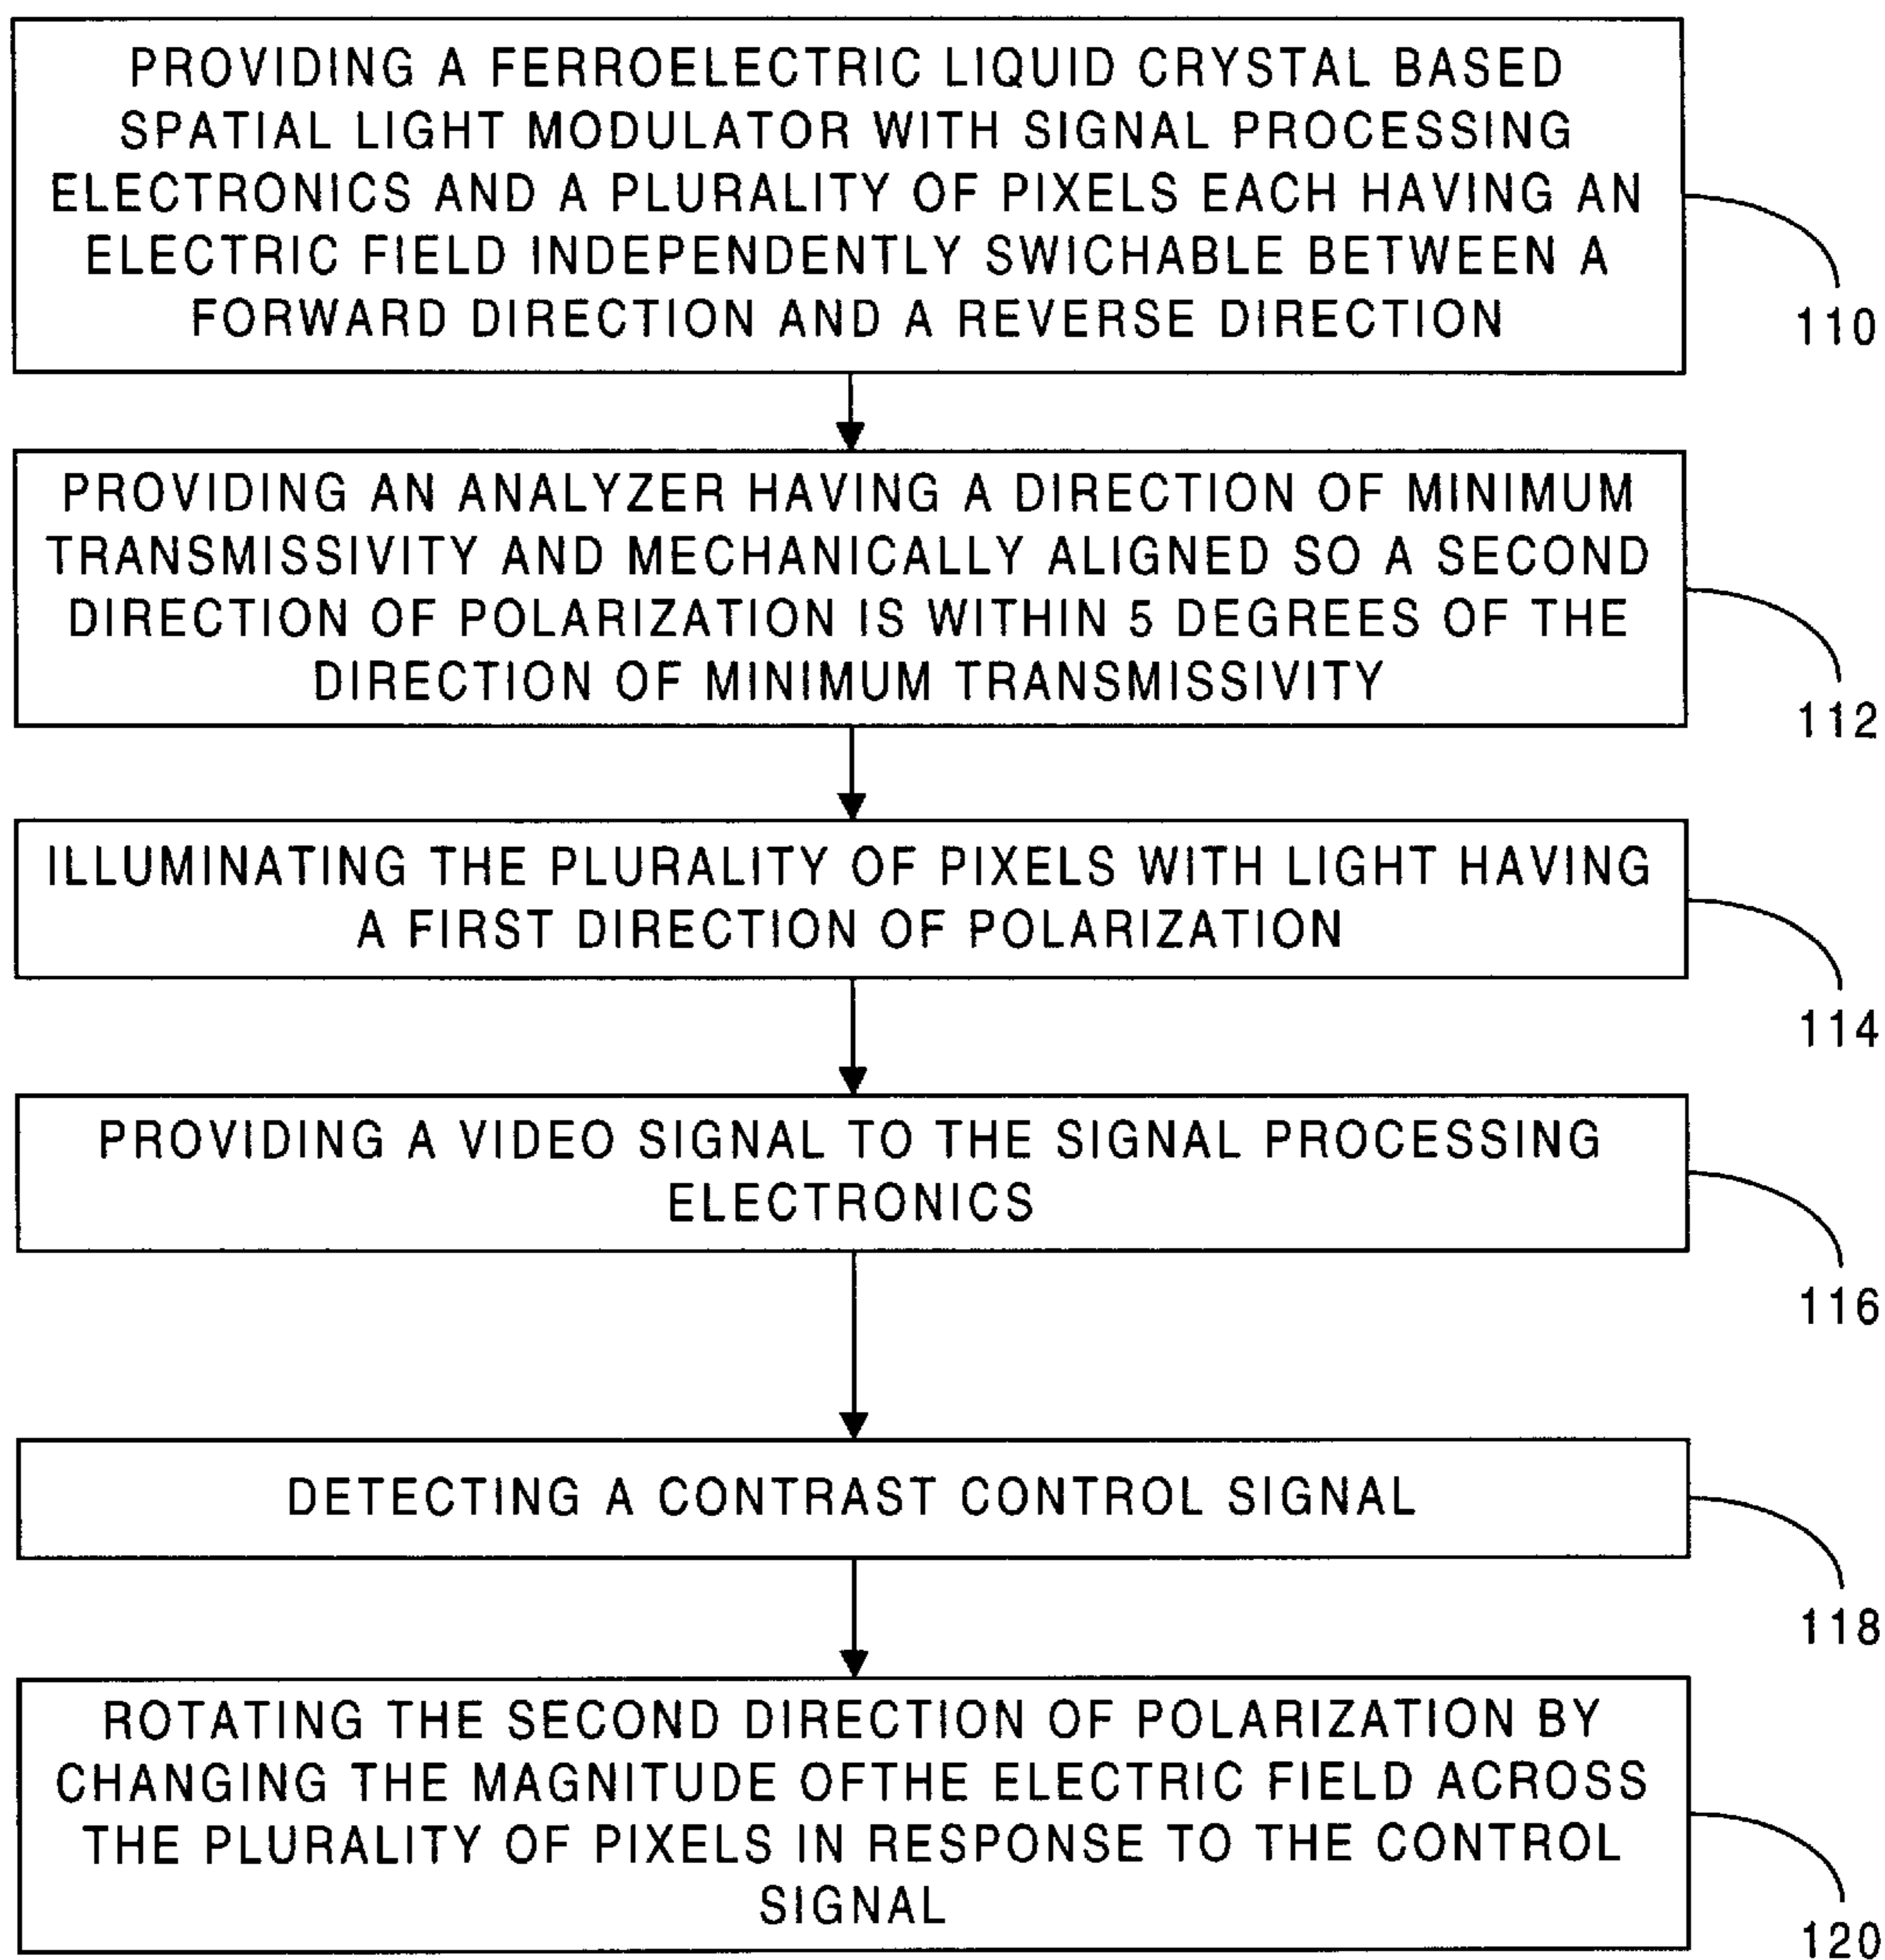 PROVIDING A FERROELECTRIC LIQUID CRYSTAL BASED
SPATIAL LIGHT MODULATOR WITH SIGNAL PROCESSING
ELECTRONICS AND A PLURALITY OF PIXELS EACH HAVING AN
ELECTRIC FIELD INDEPENDENTLY SWICHABLE BETWEEN A
FORWARD DIRECTION AND A REVERSE DIRECTION
110
PROVIDING AN ANALYZER HAVING A DIRECTION OF MINIMUM
TRANSMISSIVITY AND MECHANICALLY ALIGNED SO A SECOND
DIRECTION OF POLARIZATION IS WITHIN 5 DEGREES OF THE
DIRECTION OF MINIMUM TRANSMISSIVITY
112
ILLUMINATING THE PLURALITY OF PIXELS WITH LIGHT HAVING
A FIRST DIRECTION OF POLARIZATION
114
PROVIDING A VIDEO SIGNAL TO THE SIGNAL PROCESSING
ELECTRONICS
116
DETECTING A CONTRAST CONTROL SIGNAL
118
ROTATING THE SECOND DIRECTION OF POLARIZATION BY
CHANGING THE MAGNITUDE OFTHE ELECTRIC FIELD ACROSS
THE PLURALITY OF PIXELS IN RESPONSE TO THE CONTROL
SIGNAL
120